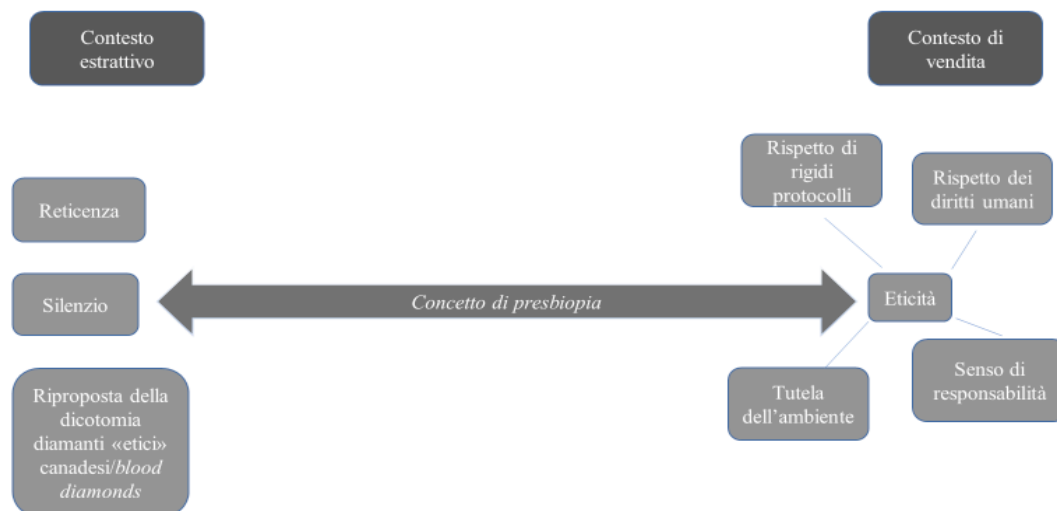 Contesto
estrattivo
Contesto di
vendita
Rispetto di
rigidi
protocolli
Rispetto dei
diritti umani
Reticenza
Silenzio
Concetto di presbiopia
Eticità
Riproposta della
dicotomia
diamanti «etici»
canadesi/blood
diamonds
Tutela
dell’ambiente
Senso di
responsabilità